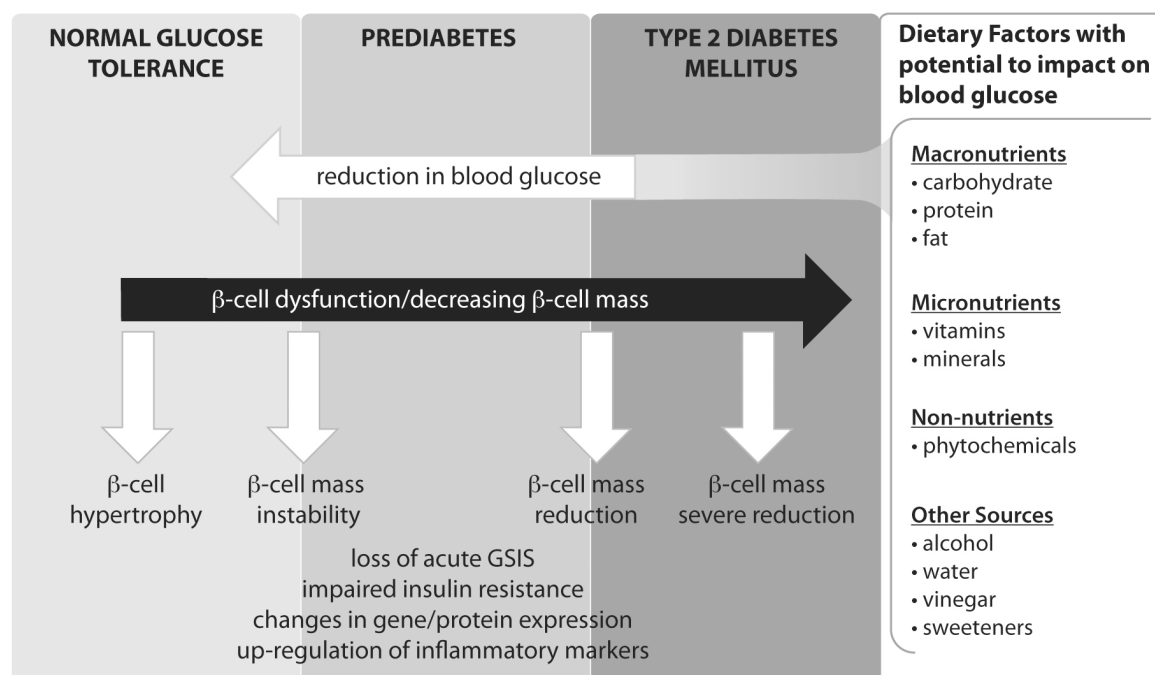 NORMAL GLUCOSE
TOLERANCE
PREDIABETES
TYPE 2 DIABETES
MELLITUS
Dietary Factors with
potential to impact on
blood glucose
reduction in blood glucose
β-cell dysfunction/decreasing β-cell mass
β-cell
hypertrophy
β-cell mass
instability
β-cell mass
reduction
β-cell mass
severe reduction
loss of acute GSIS
impaired insulin resistance
changes in gene/protein expression
up-regulation of inflammatory markers
Macronutrients
• carbohydrate
• protein
• fat
Micronutrients
• vitamins
• minerals
Non-nutrients
• phytochemicals
Other Sources
• alcohol
• water
• vinegar
• sweeteners